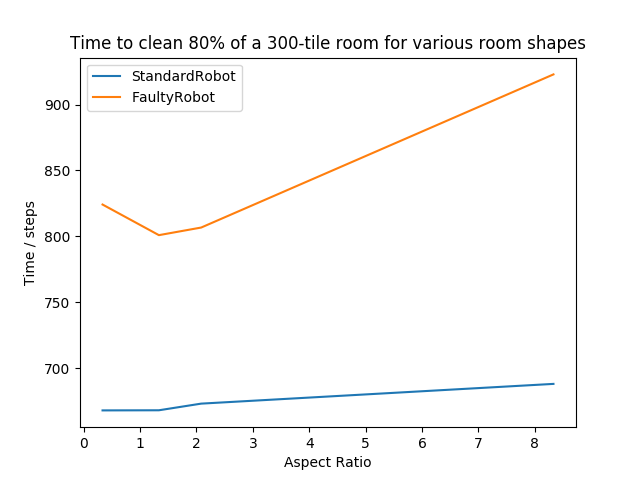 Time to clean 80% of a 300-tile room for various room shapes
StandardRobot
FaultyRobot
900
850
800
750
700
Time / steps
0 1 2 3 4 5 6 7 8
Aspect Ratio